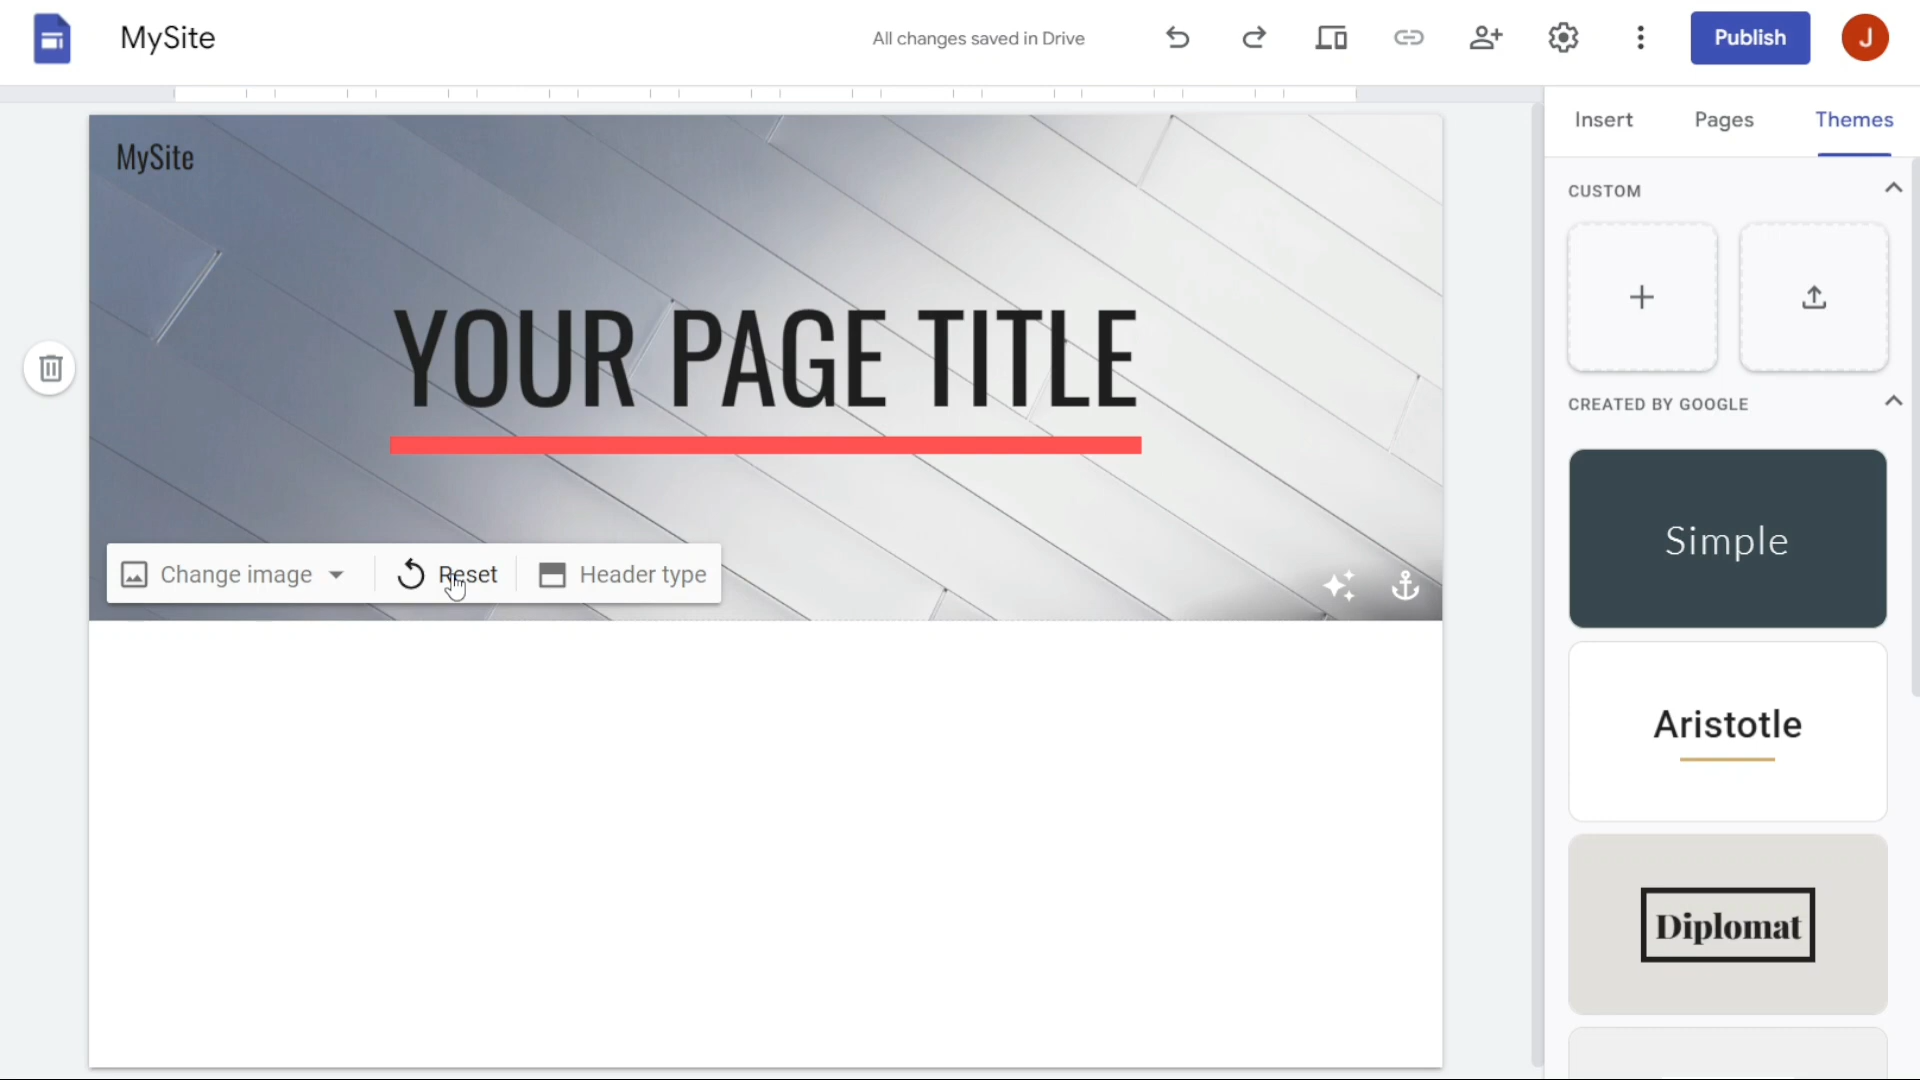 MySite
All changes saved in Drive
Publish
J
Insert
Pages
Themes
MySite
YOUR PAGE TITLE
Change image
Reset
Header type
CUSTOM
CREATED BY GOOGLE
Simple
Aristotle
Diplomat